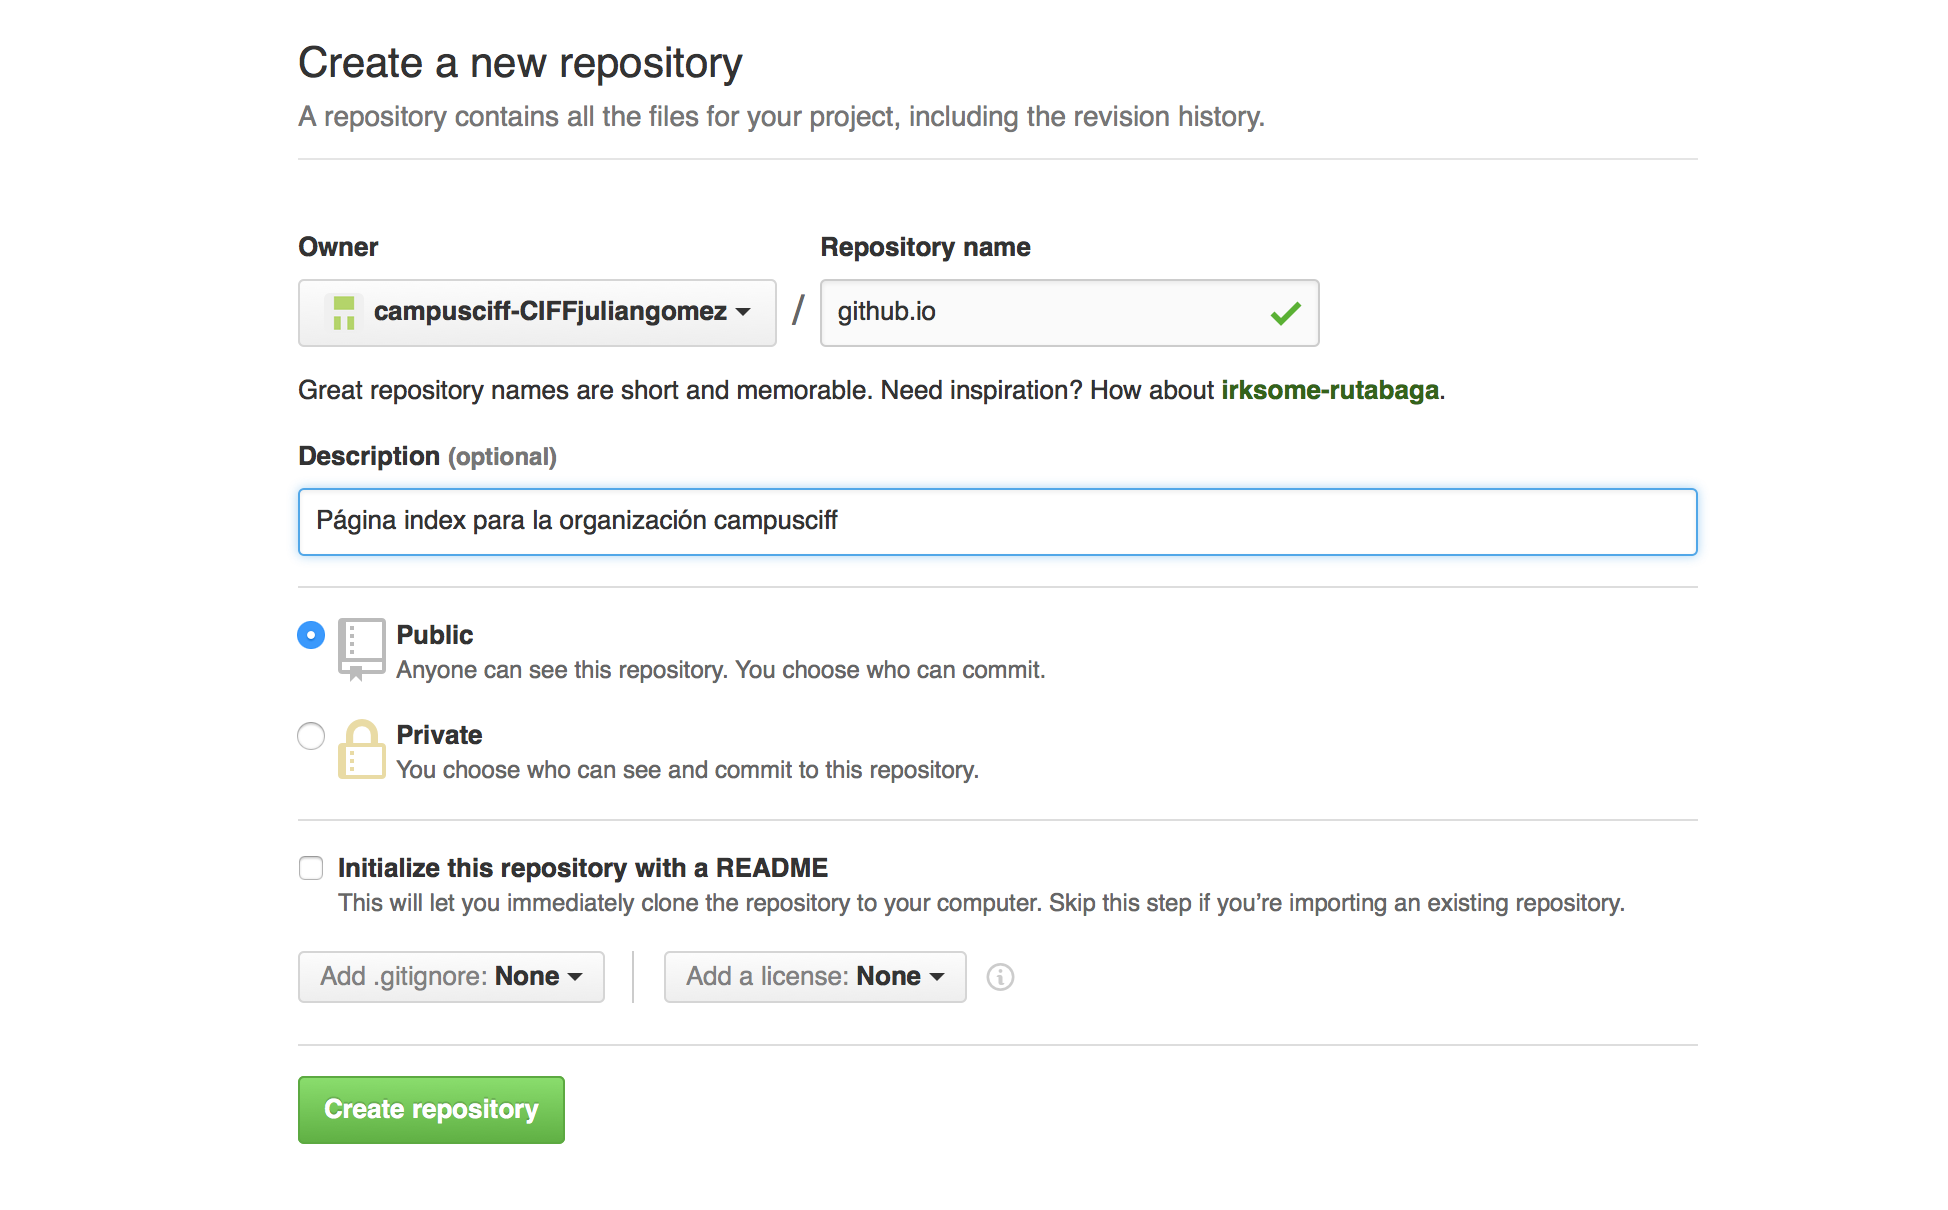 Create a new repository
A repository contains all the files for your project, including the revision history.
Owner
Repository name
campusciff-CIFFjuliangomez / github.io
Great repository names are short and memorable. Need inspiration? How about irksome-rutabaga.
Description (optional)
Página index para la organización campusciff
Public
Anyone can see this repository. You choose who can commit.
Private
You choose who can see and commit to this repository.
Initialize this repository with a README
This will let you immediately clone the repository to your computer. Skip this step if you’re importing an existing repository.
Add .gitignore: None
Add a license: None
Create repository